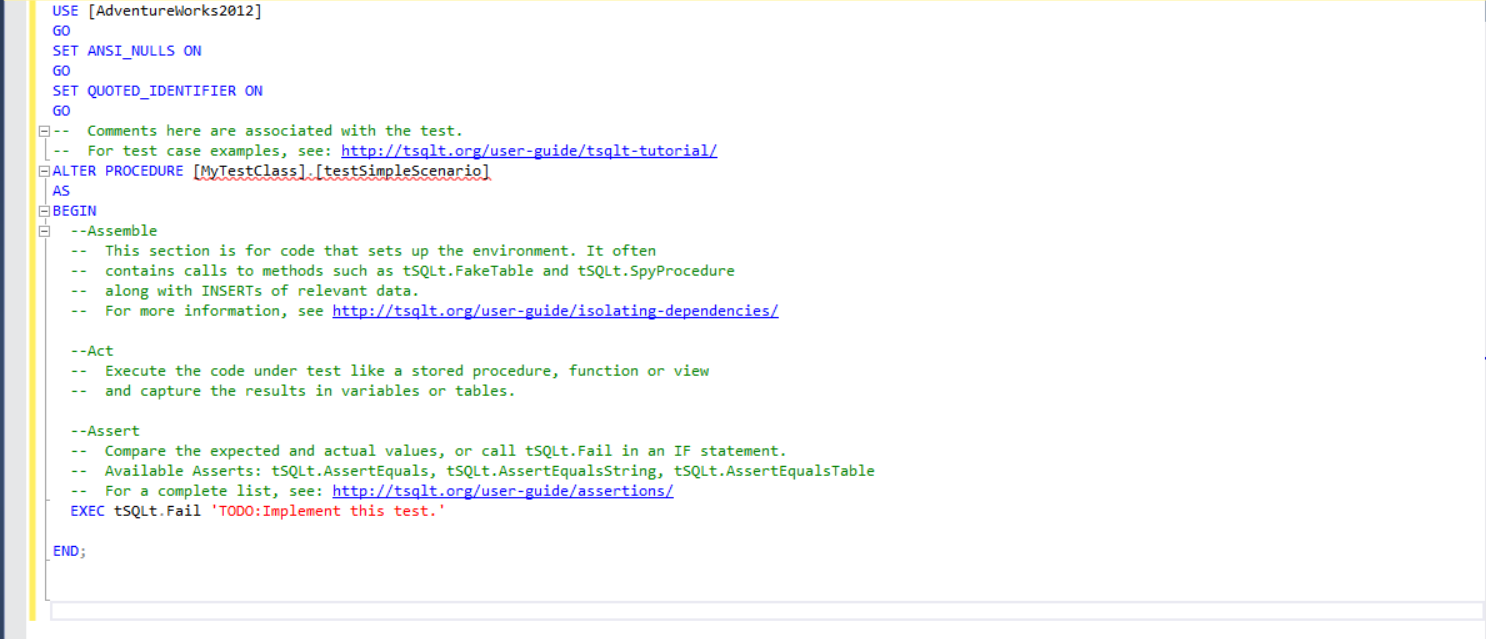 USE [AdventureWorks2012]
GO
SET ANSI_NULLS ON
GO
SET QUOTED_IDENTIFIER ON
GO
--  Comments here are associated with the test.
--  For test case examples, see: http://tsqlt.org/user-guide/tsqlt-tutorial/
ALTER PROCEDURE [MyTestClass].[testSimpleScenario]
AS
BEGIN
  --Assemble
  --  This section is for code that sets up the environment. It often
  --  contains calls to methods such as tSQLt.FakeTable and tSQLt.SpyProcedure
  --  along with INSERTs of relevant data.
  --  For more information, see http://tsqlt.org/user-guide/isolating-dependencies/
  --Act
  --  Execute the code under test like a stored procedure, function or view
  --  and capture the results in variables or tables.
  --Assert
  --  Compare the expected and actual values, or call tSQLt.Fail in an IF statement.
  --  Available Asserts: tSQLt.AssertEquals, tSQLt.AssertEqualsString, tSQLt.AssertEqualsTable
  --  For a complete list, see: http://tsqlt.org/user-guide/assertions/
  EXEC tSQLt.Fail 'TODO:Implement this test.'
END;